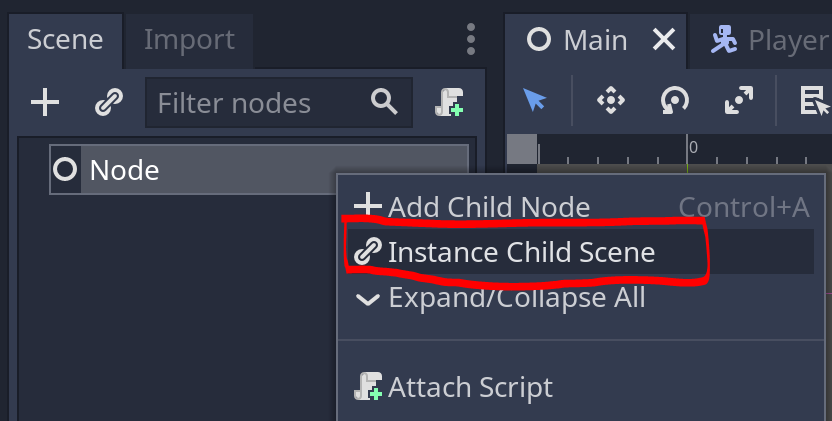 Scene Import
Main Player
Filter nodes
0
Node
Add Child Node Control+A
Instance Child Scene
Expand/Collapse All
Attach Script